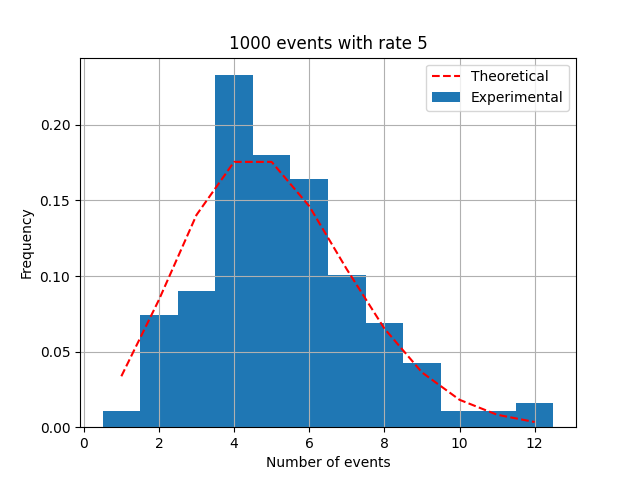 1000 events with rate 5
Theoretical
Experimental
0.20
0.15
0.10
0.05
0.00
Frequency
0 2 4 6 8 10 12
Number of events